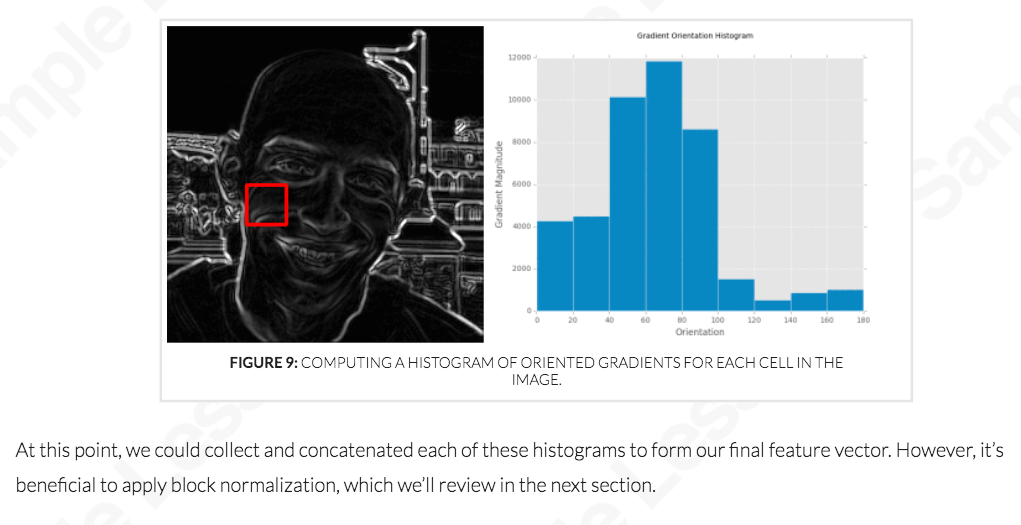 Gradient Orientation Histogram
12000
10000
8000
6000
4000
2000
0
Gradient Magnitude
0 20 40 60 80 100 120 140 160 180
Orientation
FIGURE 9: COMPUTING A HISTOGRAM OF ORIENTED GRADIENTS FOR EACH CELL IN THE
IMAGE.
At this point, we could collect and concatenated each of these histograms to form our final feature vector. However, it's
beneficial to apply block normalization, which we'll review in the next section.